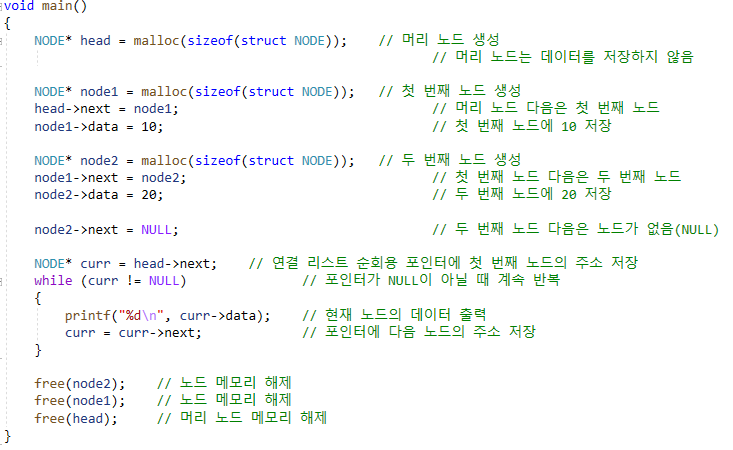 void main()
{
    NODE* head = malloc(sizeof(struct NODE));    // 머리 노드 생성
                                                 // 머리 노드는 데이터를 저장하지 않음
    NODE* node1 = malloc(sizeof(struct NODE));   // 첫 번째 노드 생성
    head->next = node1;                          // 머리 노드 다음은 첫 번째 노드
    node1->data = 10;                            // 첫 번째 노드에 10 저장
    NODE* node2 = malloc(sizeof(struct NODE));   // 두 번째 노드 생성
    node1->next = node2;                         // 첫 번째 노드 다음은 두 번째 노드
    node2->data = 20;                            // 두 번째 노드에 20 저장
    node2->next = NULL;                          // 두 번째 노드 다음은 노드가 없음(NULL)
    NODE* curr = head->next;    // 연결 리스트 순회용 포인터에 첫 번째 노드의 주소 저장
    while (curr != NULL)               // 포인터가 NULL이 아닐 때 계속 반복
    {
        printf("%d\n", curr->data);    // 현재 노드의 데이터 출력
        curr = curr->next;             // 포인터에 다음 노드의 주소 저장
    }
    free(node2);    // 노드 메모리 해제
    free(node1);    // 노드 메모리 해제
    free(head);     // 머리 노드 메모리 해제
}